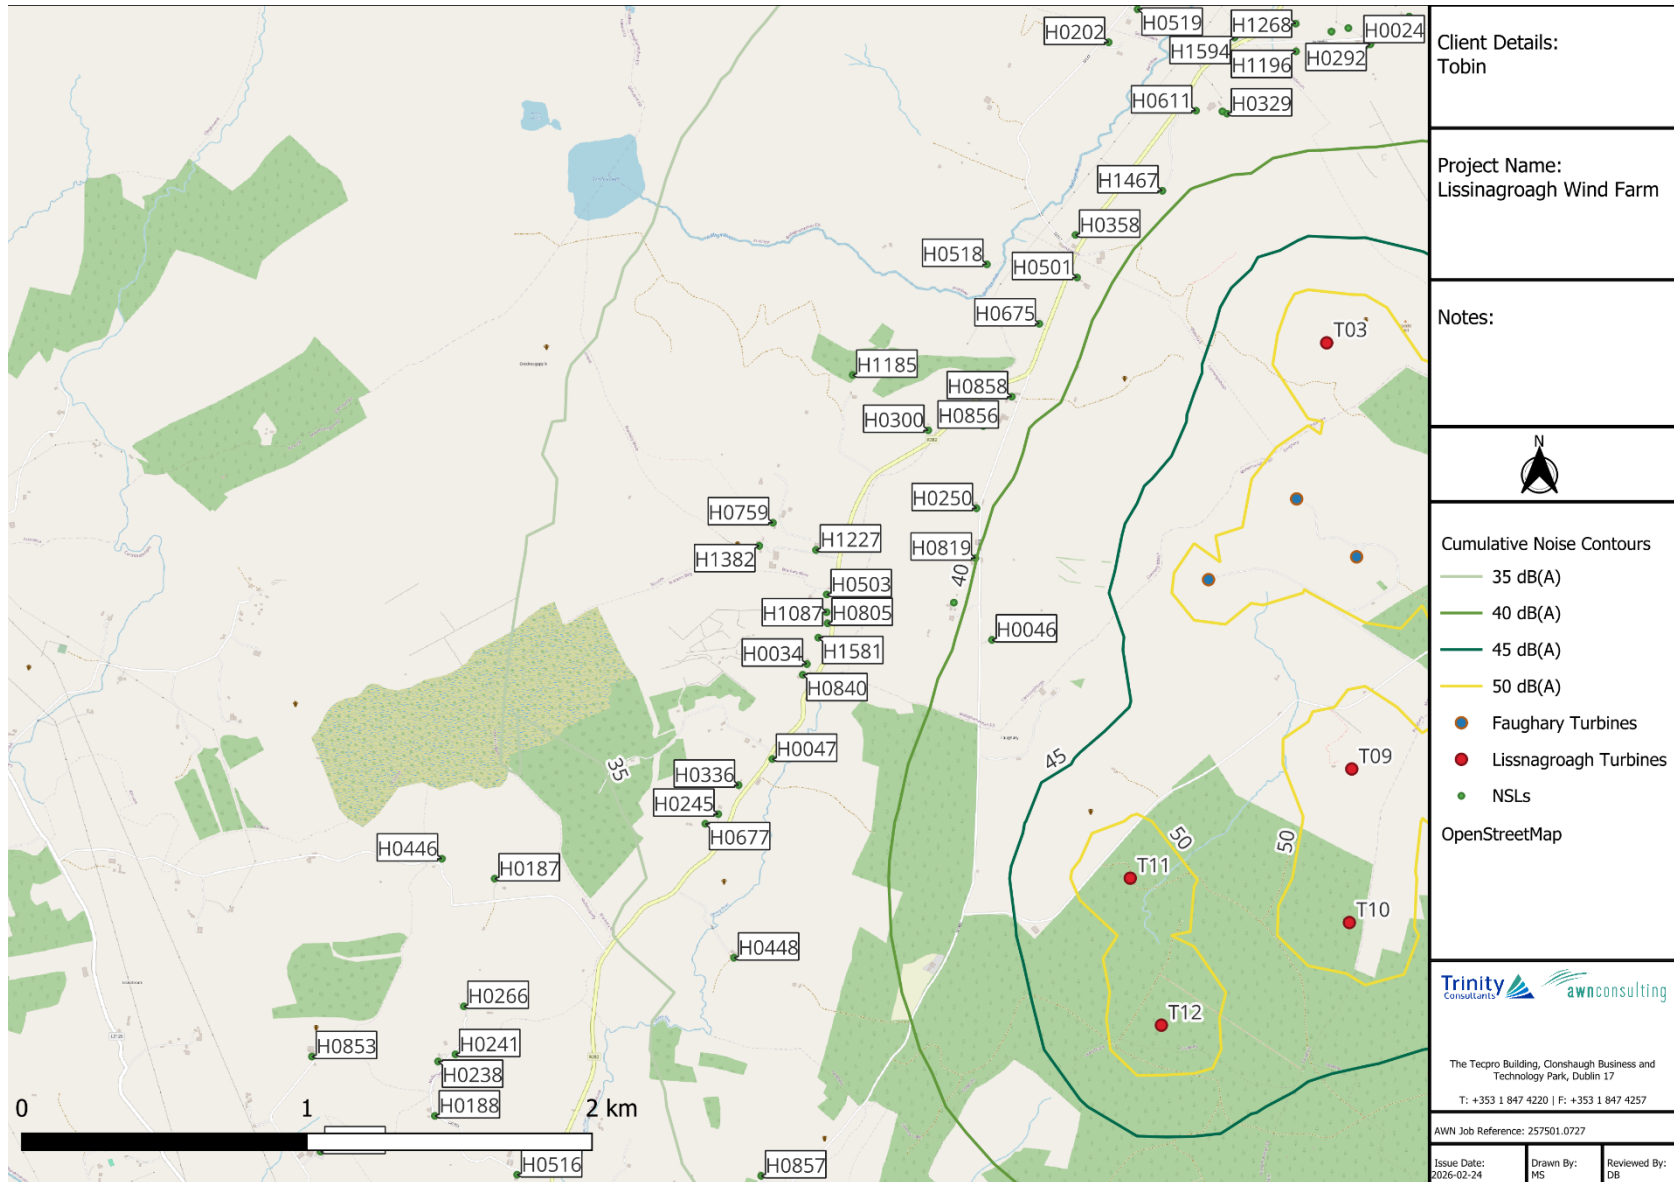 H0519
H1268
H0024
H0202
H1594
H1196
H0292
H0611
H0329
H1467
H0358
H0518
H0501
H0675
T03
H1185
H0858
H0856
H0300
H0250
H0759
H1227
H1382
H0819
40
H0503
H1087
H0805
H0046
H1581
H0034
H0840
H0047
45
35
H0336
T09
H0245
H0677
50
50
H0446
H0187
T11
T10
H0448
H0266
T12
H0853
H0241
H0238
H0188
0
1
2 km
H0516
H0857
Client Details:
Tobin
Project Name:
Lissinagroagh Wind Farm
Notes:
N
Cumulative Noise Contours
35 dB(A)
40 dB(A)
45 dB(A)
50 dB(A)
Faughary Turbines
Lissnagroagh Turbines
NSLs
OpenStreetMap
Trinity
Consultants
awnconsulting
The Tecpro Building, Clonshaugh Business and
Technology Park, Dublin 17
T: +353 1 847 4220 | F: +353 1 847 4257
AWN Job Reference: 257501.0727
Issue Date:
2026-02-24
Drawn By:
MS
Reviewed By:
DB